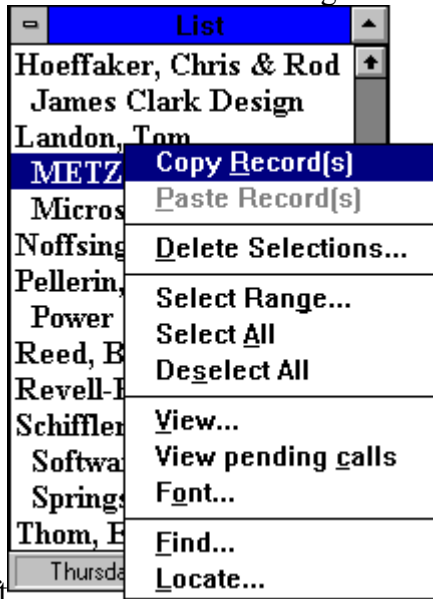 List
Hoeffaker, Chris & Rod
James Clark Design
Landon, Tom
METZ
Micros
Noffsing
Pellerin,
Power
Reed, B
Revell-
Schiffler
Softwa
Springs
Thom, E
Thursda
Copy Record(s)
Paste Record(s)
Delete Selections...
Select Range...
Select All
Deselect All
View...
View pending calls
Font...
Find...
Locate...